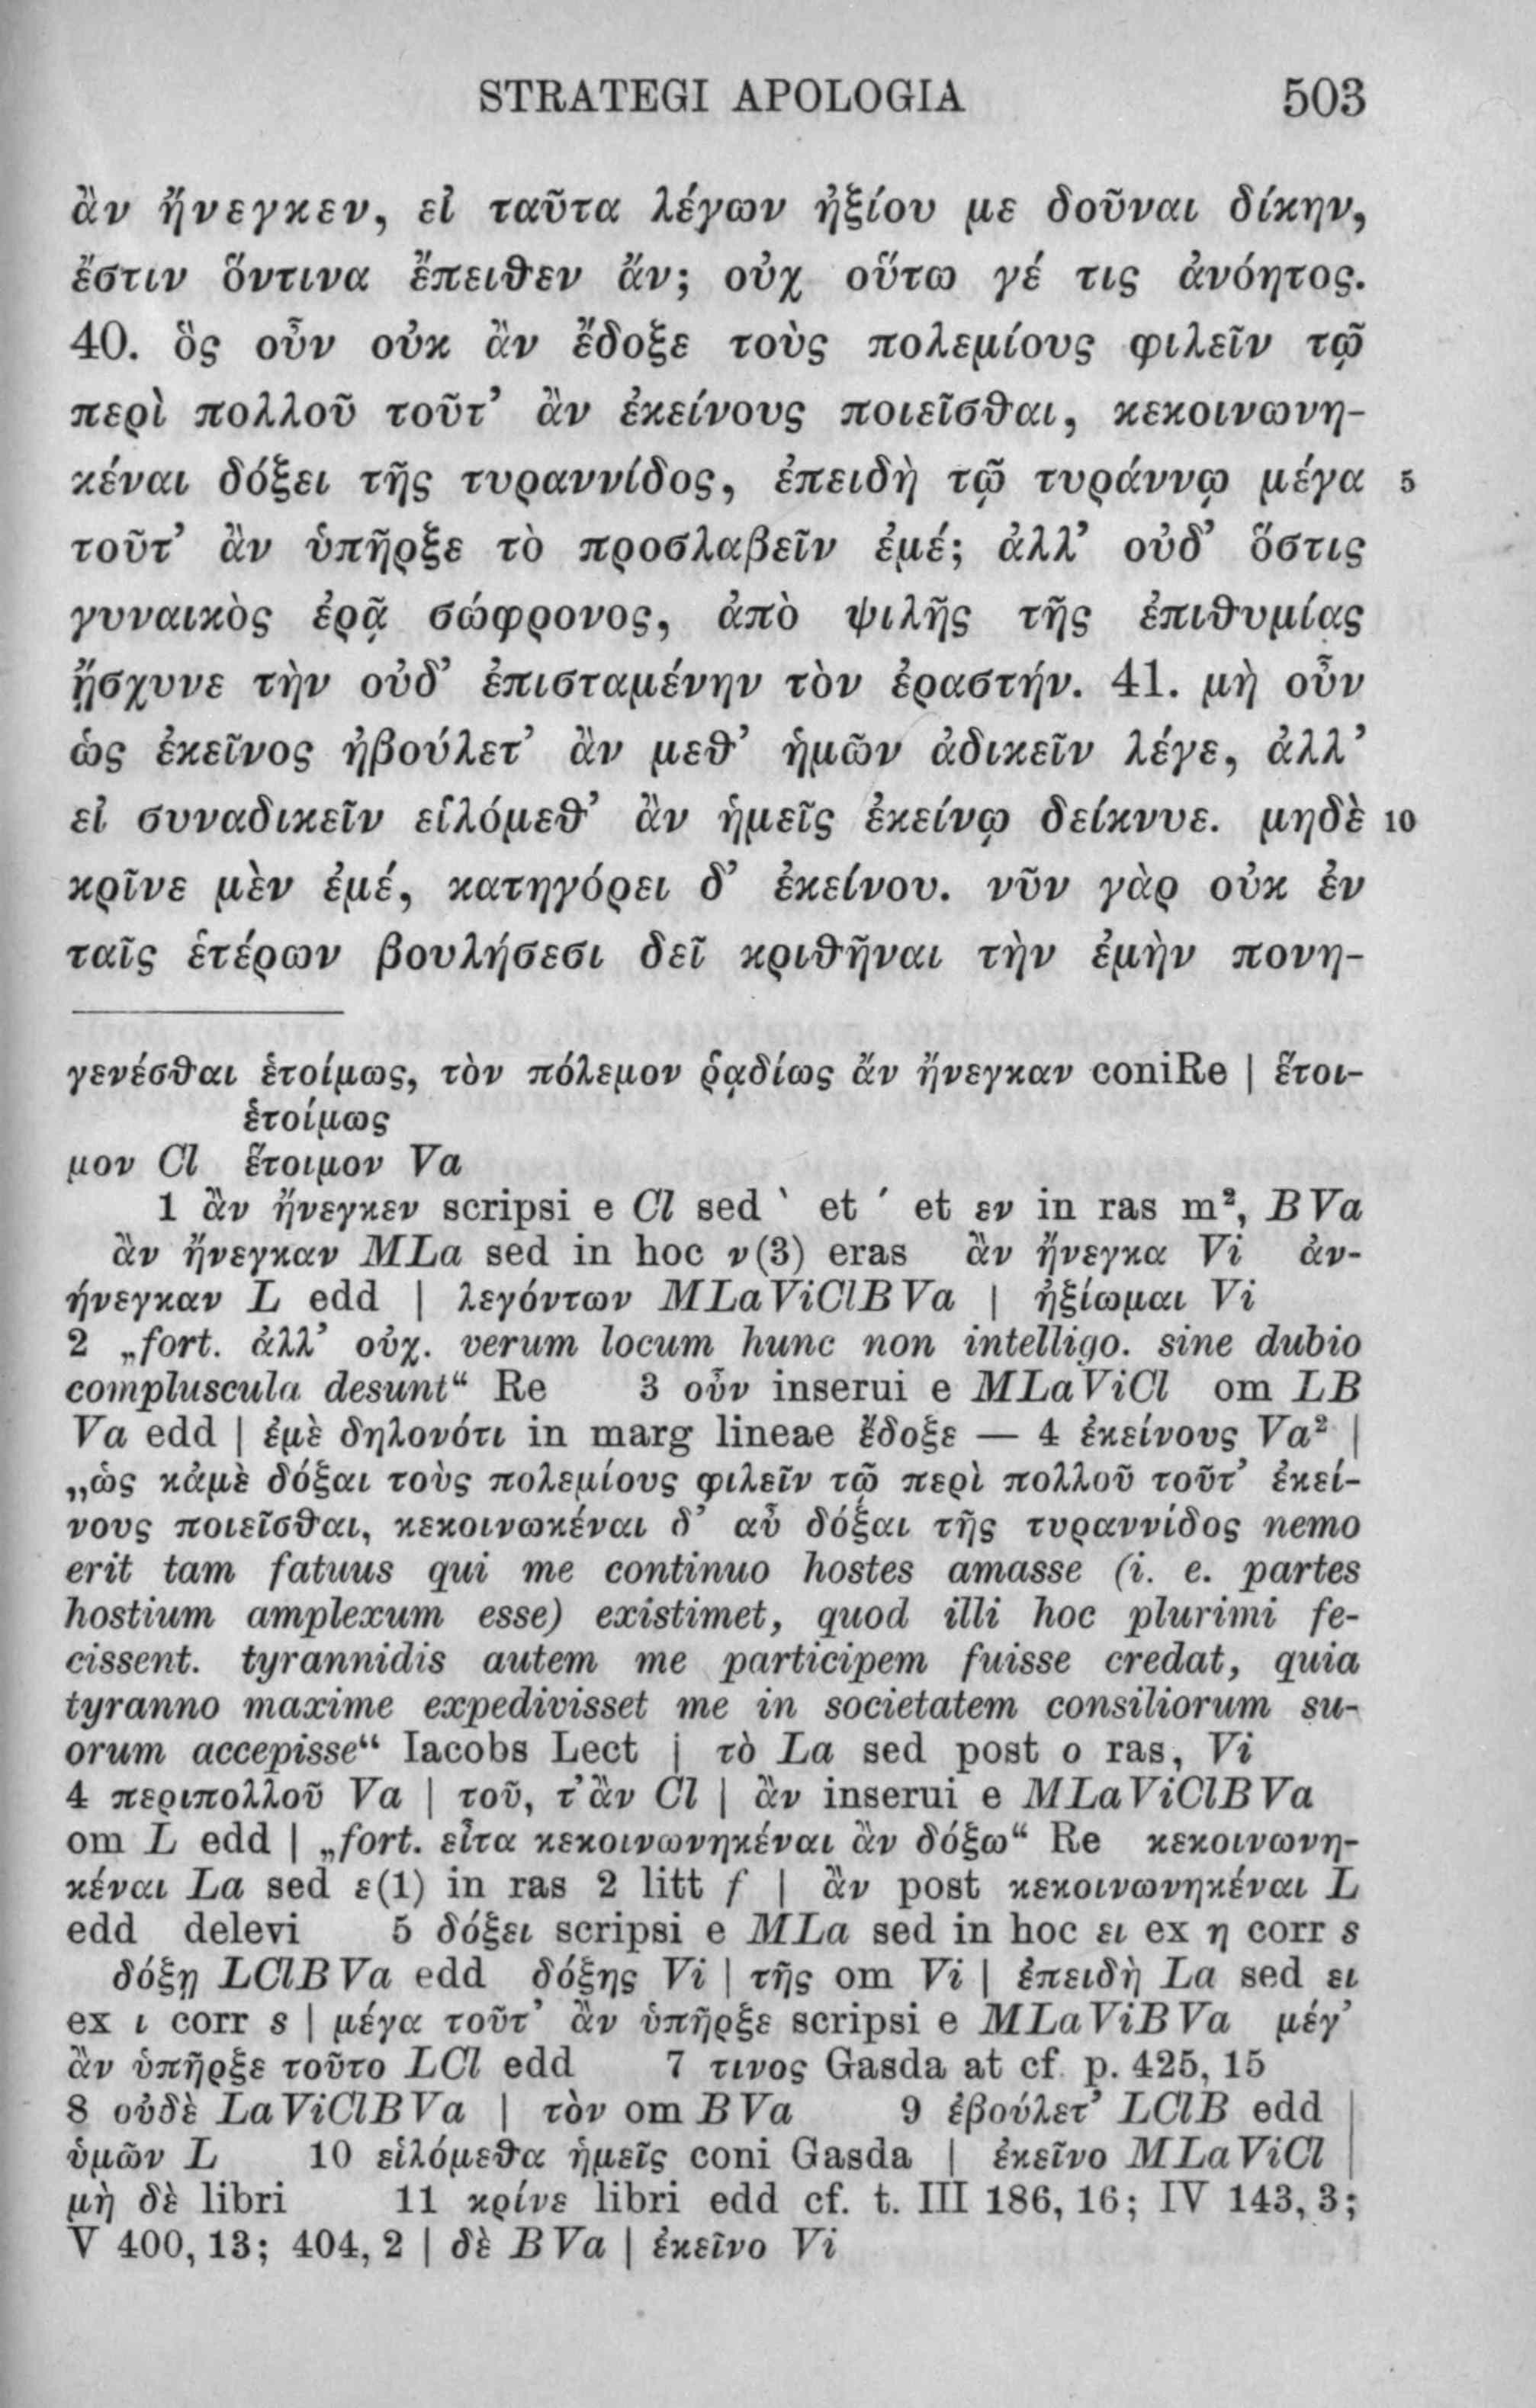 STRATEGI APOLOGIA 503
ἂν ἤνεγκεν, εἰ ταῦτα λέγων ἠξίου με δοῦναι δίκην,
ἔστιν ὅντινα ἔπειθεν ἄν; οὐχ οὕτω γέ τις ἀνόητος.
40. ὃς οὖν οὐκ ἂν ἔδοξε τοὺς πολεμίους φιλεῖν τῷ
περὶ πολλοῦ τοῦτ’ ἂν ἐκείνους ποιεῖσθαι, κεκοινωνη-
κέναι δόξει τῆς τυραννίδος, ἐπειδὴ τῷ τυράννῳ μέγα 5
τοῦτ’ ἂν ὑπῆρξε τὸ προσλαβεῖν ἐμέ; ἀλλ’ οὐδ’ ὅστις
γυναικὸς ἐρᾷ σώφρονος, ἀπὸ ψιλῆς τῆς ἐπιθυμίας
ᾔσχυνε τὴν οὐδ’ ἐπισταμένην τὸν ἐραστήν. 41. μὴ οὖν
ὡς ἐκεῖνος ἠβούλετ’ ἂν μεθ’ ἡμῶν ἀδικεῖν λέγε, ἀλλ’
εἰ συναδικεῖν εἱλόμεθ’ ἂν ἡμεῖς ἐκείνῳ δείκνυε. μηδὲ 10
κρῖνε μὲν ἐμέ, κατηγόρει δ’ ἐκείνου. νῦν γὰρ οὐκ ἐν
ταῖς ἑτέρων βουλήσεσι δεῖ κριθῆναι τὴν ἐμὴν πονη-
γενέσθαι ἑτοίμως, τὸν πόλεμον ῥᾳδίως ἄν ἤνεγκαν coniRe | ἕτοι-
ἑτοίμως
μον Cl ἕτοιμον Va
1 ἂν ἤνεγκεν scripsi e Cl sed ` et ´ et εν in ras m², BVa
ἂν ἤνεγκαν MLa sed in hoc ν(3) eras ἂν ἤνεγκα Vi ἀν-
ήνεγκαν L edd | λεγόντων MLaViClBVa | ἠξίωμαι Vi
2 „fort. ἀλλ’ οὐχ. verum locum hunc non intelligo. sine dubio
compluscula desunt“ Re 3 οὖν inserui e MLaViCl om LB
Va edd | ἐμὲ δηλονότι in marg lineae ἔδοξε — 4 ἐκείνους Va² |
„ὡς κἀμὲ δόξαι τοὺς πολεμίους φιλεῖν τῷ περὶ πολλοῦ τοῦτ’ ἐκεί-
νους ποιεῖσθαι, κεκοινωκέναι δ’ αὖ δόξαι τῆς τυραννίδος nemo
erit tam fatuus qui me continuo hostes amasse (i. e. partes
hostium amplexum esse) existimet, quod illi hoc plurimi fe-
cissent. tyrannidis autem me participem fuisse credat, quia
tyranno maxime expedivisset me in societatem consiliorum su-
orum accepisse“ Iacobs Lect | τὸ La sed post ο ras, Vi
4 περιπολλοῦ Va | τοῦ, τ’ἂν Cl | ἂν inserui e MLaViClBVa
om L edd | „fort. εἶτα κεκοινωνηκέναι ἂν δόξω“ Re κεκοινωνη-
κέναι La sed ε(1) in ras 2 litt f | ἂν post κεκοινωνηκέναι L
edd delevi 5 δόξει scripsi e MLa sed in hoc ει ex η corr s
δόξῃ LClBVa edd δόξης Vi | τῆς om Vi | ἐπειδὴ La sed ει
ex ι corr s | μέγα τοῦτ’ ἂν ὑπῆρξε scripsi e MLaViBVa μέγ’
ἂν ὑπῆρξε τοῦτο LCl edd 7 τινος Gasda at cf. p. 425, 15
8 οὐδὲ LaViClBVa | τὸν om BVa 9 ἐβούλετ’ LClB edd |
ὑμῶν L 10 εἱλόμεθα ἡμεῖς coni Gasda | ἐκεῖνο MLaViCl |
μὴ δὲ libri 11 κρίνε libri edd cf. t. III 186, 16; IV 143, 3;
V 400, 13; 404, 2 | δὲ BVa | ἐκεῖνο Vi